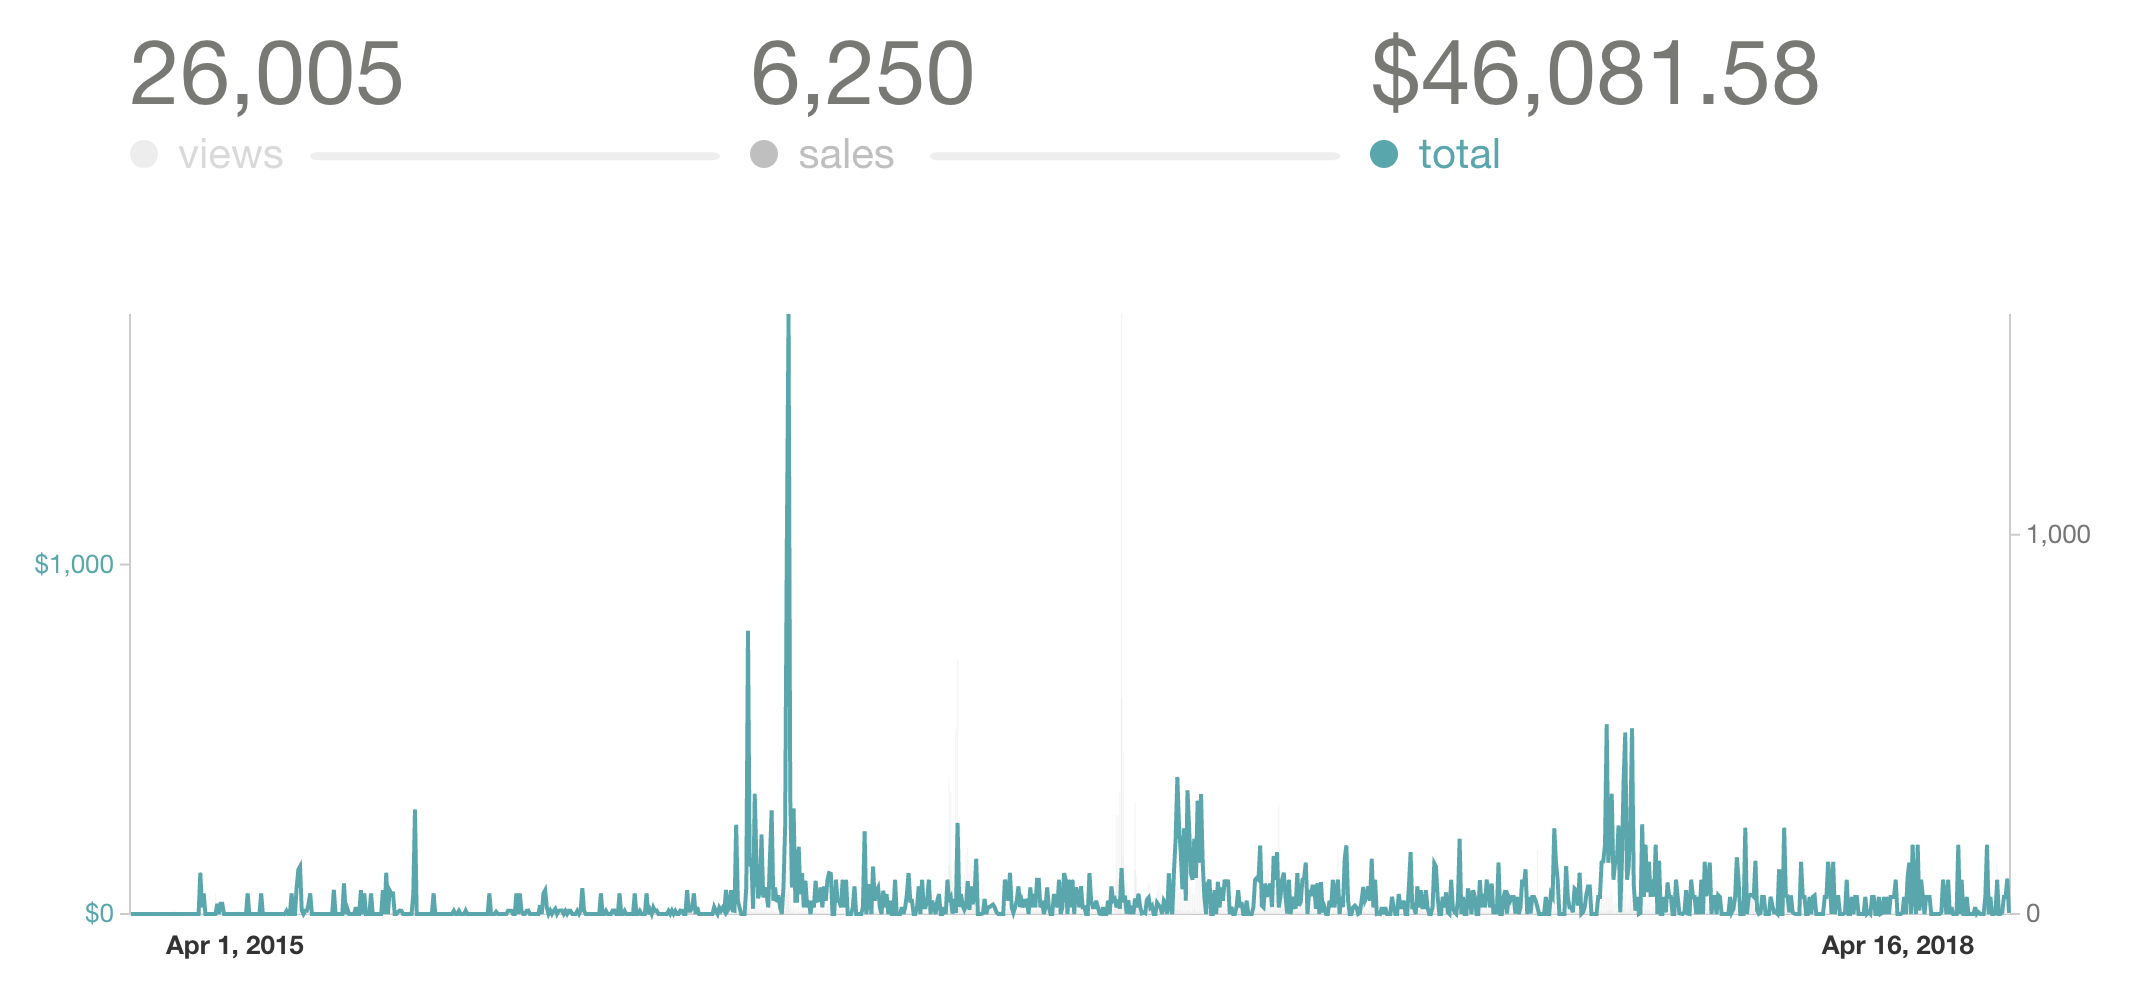 26,005
views
6,250
sales
$46,081.58
total
$1,000
$0
1,000
0
Apr 1, 2015
Apr 16, 2018